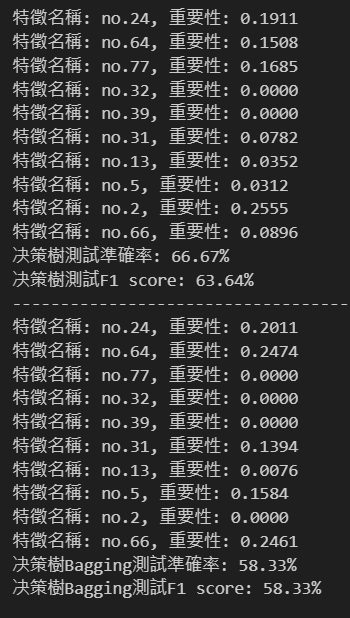 特徵名稱: no.24, 重要性: 0.1911
特徵名稱: no.64, 重要性: 0.1508
特徵名稱: no.77, 重要性: 0.1685
特徵名稱: no.32, 重要性: 0.0000
特徵名稱: no.39, 重要性: 0.0000
特徵名稱: no.31, 重要性: 0.0782
特徵名稱: no.13, 重要性: 0.0352
特徵名稱: no.5, 重要性: 0.0312
特徵名稱: no.2, 重要性: 0.2555
特徵名稱: no.66, 重要性: 0.0896
決策樹測試準確率: 66.67%
決策樹測試F1 score: 63.64%
-----------------------------------
特徵名稱: no.24, 重要性: 0.2011
特徵名稱: no.64, 重要性: 0.2474
特徵名稱: no.77, 重要性: 0.0000
特徵名稱: no.32, 重要性: 0.0000
特徵名稱: no.39, 重要性: 0.0000
特徵名稱: no.31, 重要性: 0.1394
特徵名稱: no.13, 重要性: 0.0076
特徵名稱: no.5, 重要性: 0.1584
特徵名稱: no.2, 重要性: 0.0000
特徵名稱: no.66, 重要性: 0.2461
決策樹Bagging測試準確率: 58.33%
決策樹Bagging測試F1 score: 58.33%